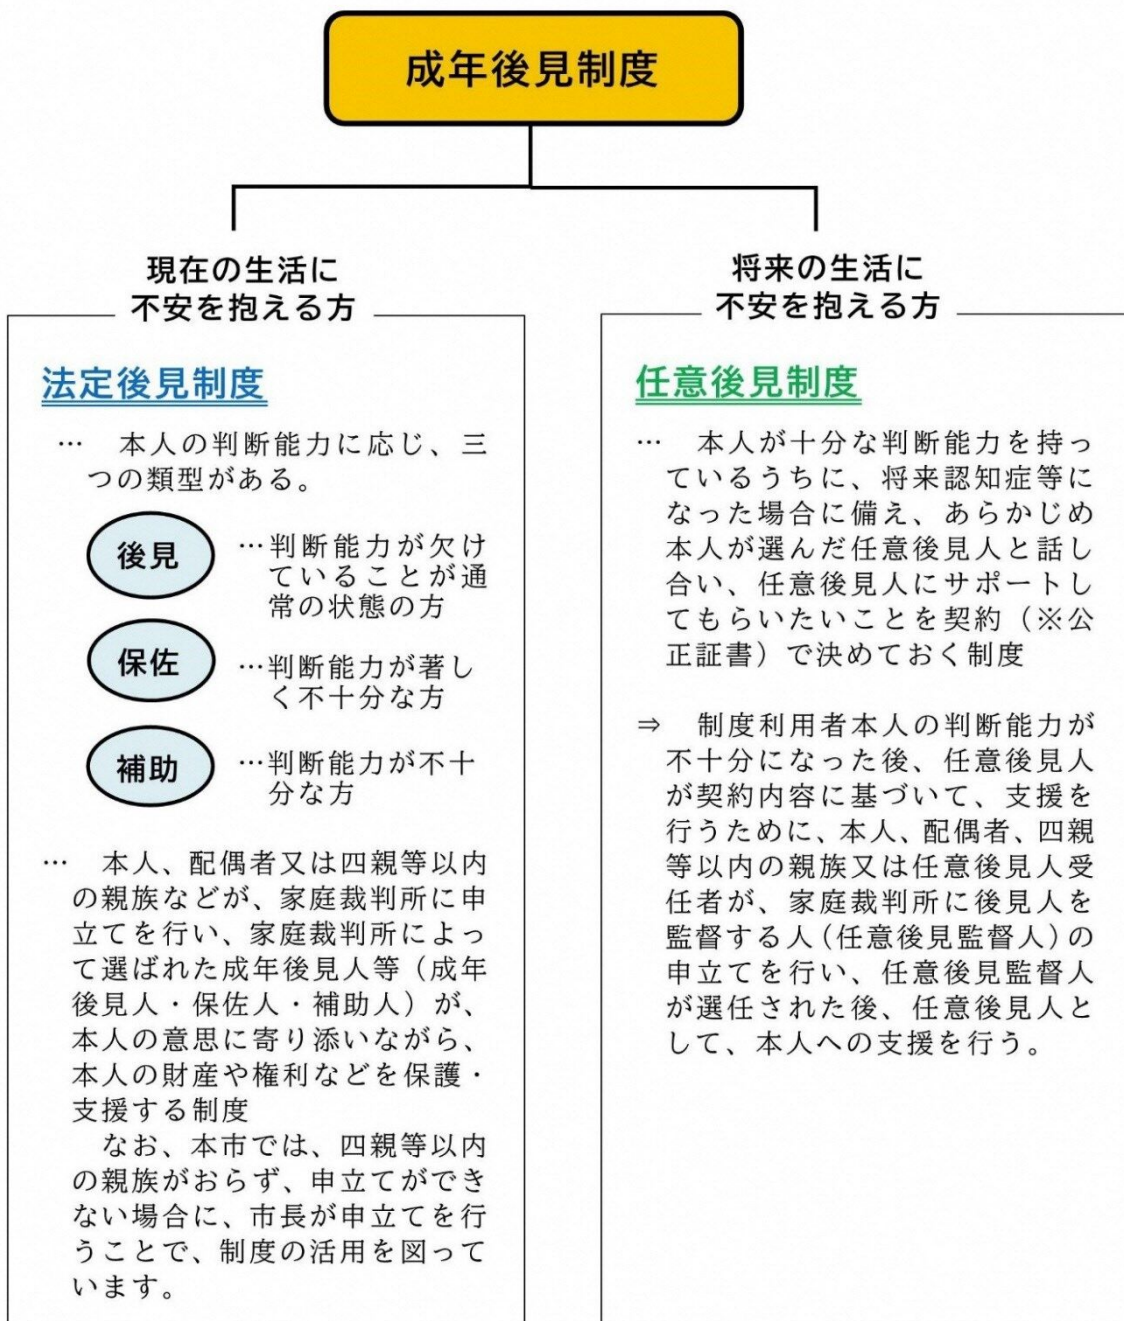 成年後見制度
現在の生活に
不安を抱える方
法定後見制度
… 本人の判断能力に応じ、三
つの類型がある。
後見
…判断能力が欠け
ていることが通
常の状態の方
保佐
…判断能力が著し
く不十分な方
補助
…判断能力が不十
分な方
… 本人、配偶者又は四親等以内
の親族などが、家庭裁判所に申
立てを行い、家庭裁判所によっ
て選ばれた成年後見人等（成年
後見人・保佐人・補助人）が、
本人の意思に寄り添いながら、
本人の財産や権利などを保護・
支援する制度
なお、本市では、四親等以内
の親族がおらず、申立てができ
ない場合に、市長が申立てを行
うことで、制度の活用を図って
います。
将来の生活に
不安を抱える方
任意後見制度
… 本人が十分な判断能力を持っ
ているうちに、将来認知症等に
なった場合に備え、あらかじめ
本人が選んだ任意後見人と話し
合い、任意後見人にサポートし
てもらいたいことを契約（※公
正証書）で決めておく制度
⇒ 制度利用者本人の判断能力が
不十分になった後、任意後見人
が契約内容に基づいて、支援を
行うために、本人、配偶者、四親
等以内の親族又は任意後見人受
任者が、家庭裁判所に後見人を
監督する人（任意後見監督人）の
申立てを行い、任意後見監督人
が選任された後、任意後見人と
して、本人への支援を行う。